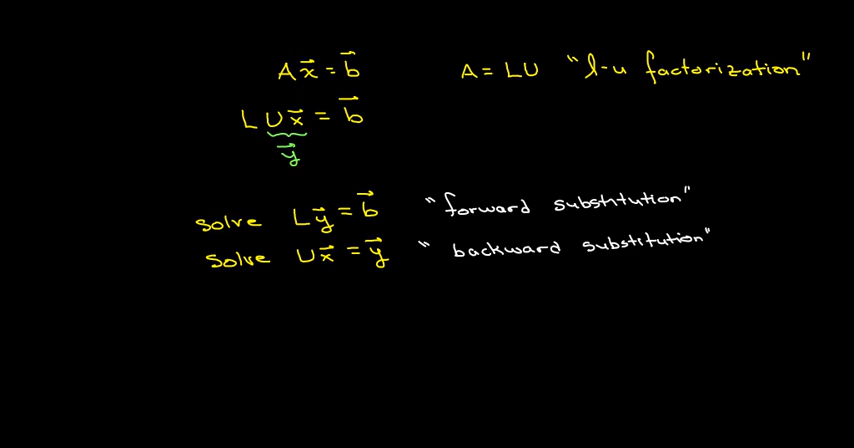 A x⃗ = b⃗    A = LU    "l-u factorization"
L U x⃗ = b⃗
y⃗
solve L y⃗ = b⃗    "forward substitution"
solve U x⃗ = y⃗    "backward substitution"